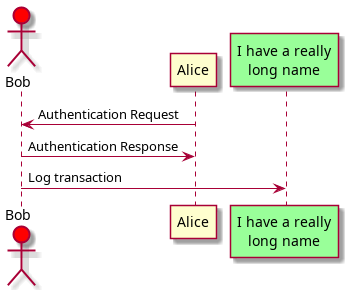 I have a really
long name
Alice
Bob
Authentication Request
Authentication Response
Log transaction
Bob
Alice
I have a really
long name